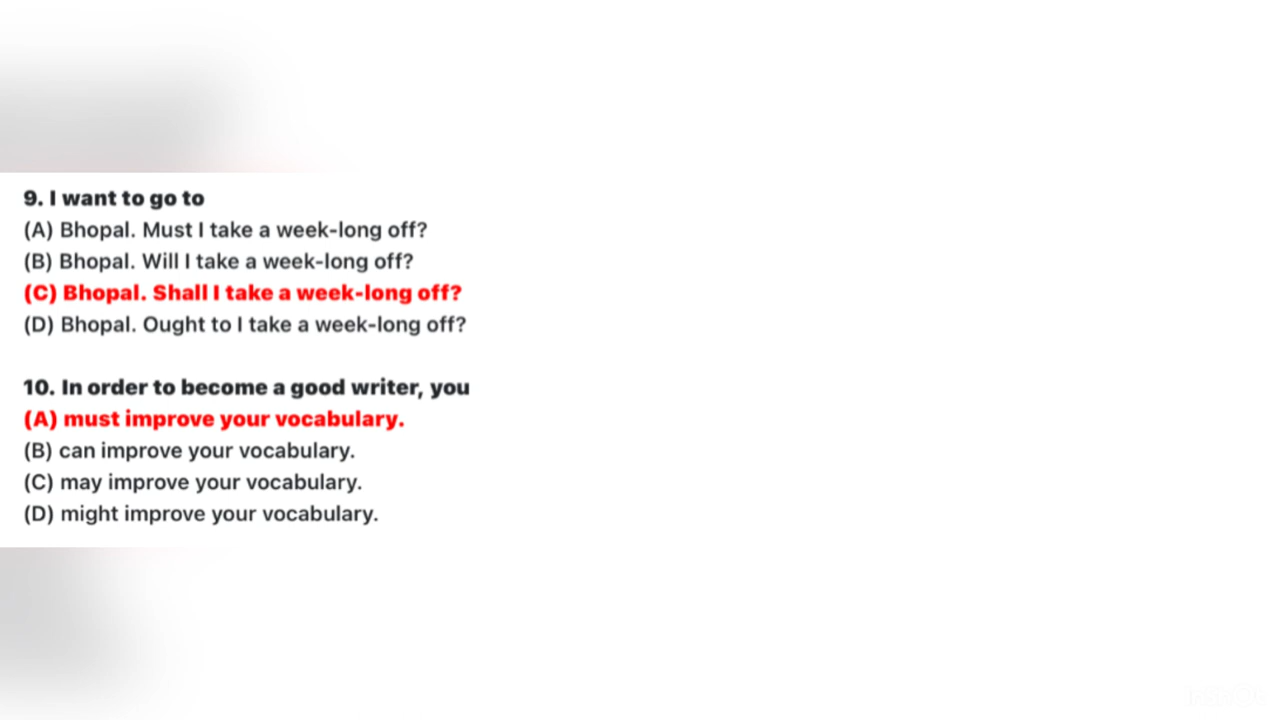 9. I want to go to
(A) Bhopal. Must I take a week-long off?
(B) Bhopal. Will I take a week-long off?
(C) Bhopal. Shall I take a week-long off?
(D) Bhopal. Ought to I take a week-long off?
10. In order to become a good writer, you
(A) must improve your vocabulary.
(B) can improve your vocabulary.
(C) may improve your vocabulary.
(D) might improve your vocabulary.